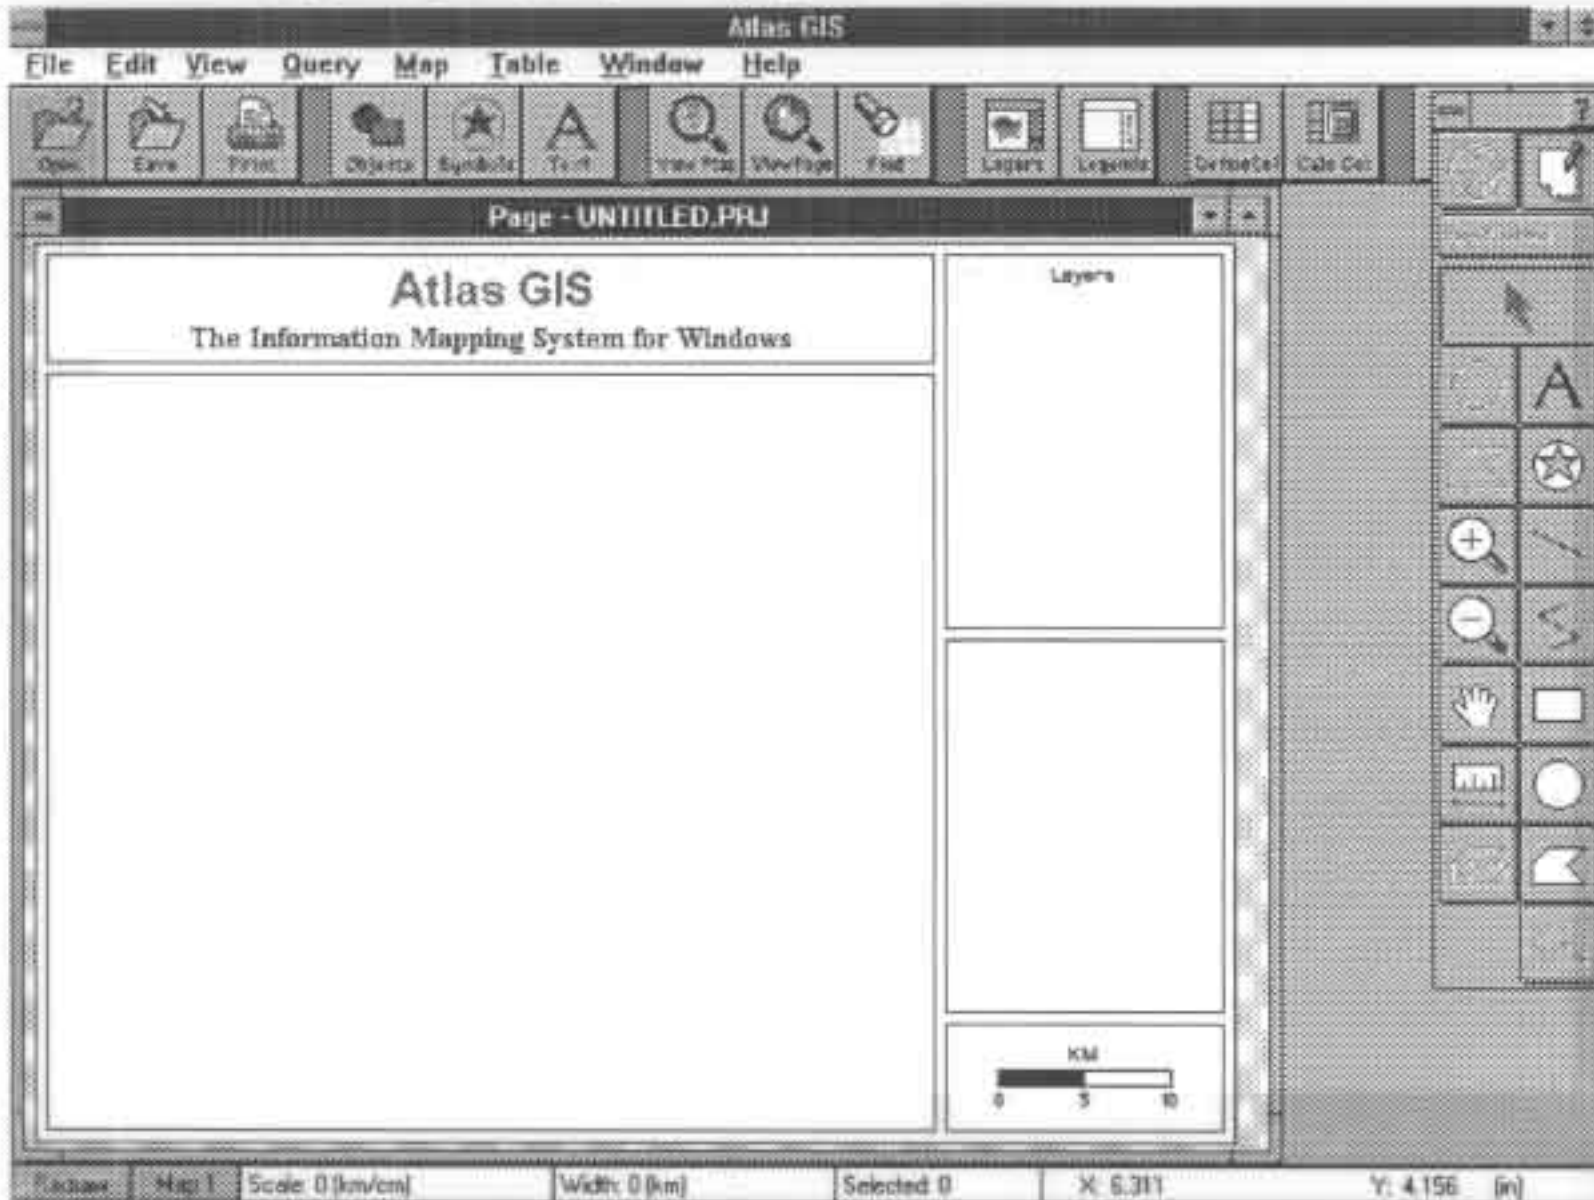 Atlas GIS
File Edit View Query Map Table Window Help
Open Save Print Objects Symbols Text View Map View Page Find Layers Legends Define Col Calc Col
Page - UNTITLED.PRJ
Atlas GIS
The Information Mapping System for Windows
Layers
KM
0 5 10
Redraw Map 1 Scale: 0 (km/cm) Width: 0 (km) Selected: 0 X: 6.311 Y: 4.156 (in)